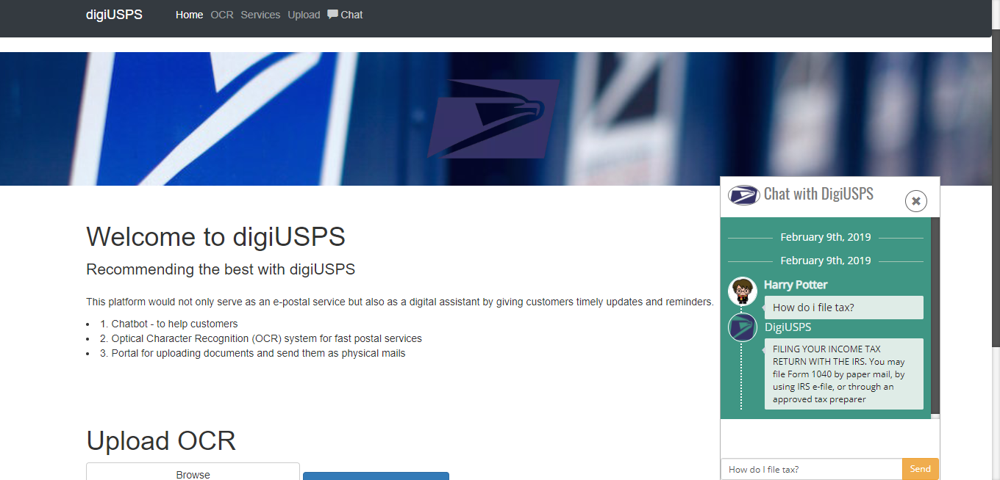 digiUSPS Home OCR Services Upload Chat
Welcome to digiUSPS
Recommending the best with digiUSPS
This platform would not only serve as an e-postal service but also as a digital assistant by giving customers timely updates and reminders.
1. Chatbot - to help customers
2. Optical Character Recognition (OCR) system for fast postal services
3. Portal for uploading documents and send them as physical mails
Upload OCR
Browse
Chat with DigiUSPS
February 9th, 2019
February 9th, 2019
Harry Potter
How do i file tax?
DigiUSPS
FILING YOUR INCOME TAX
RETURN WITH THE IRS. You may
file Form 1040 by paper mail, by
using IRS e-file, or through an
approved tax preparer
How do I file tax? Send